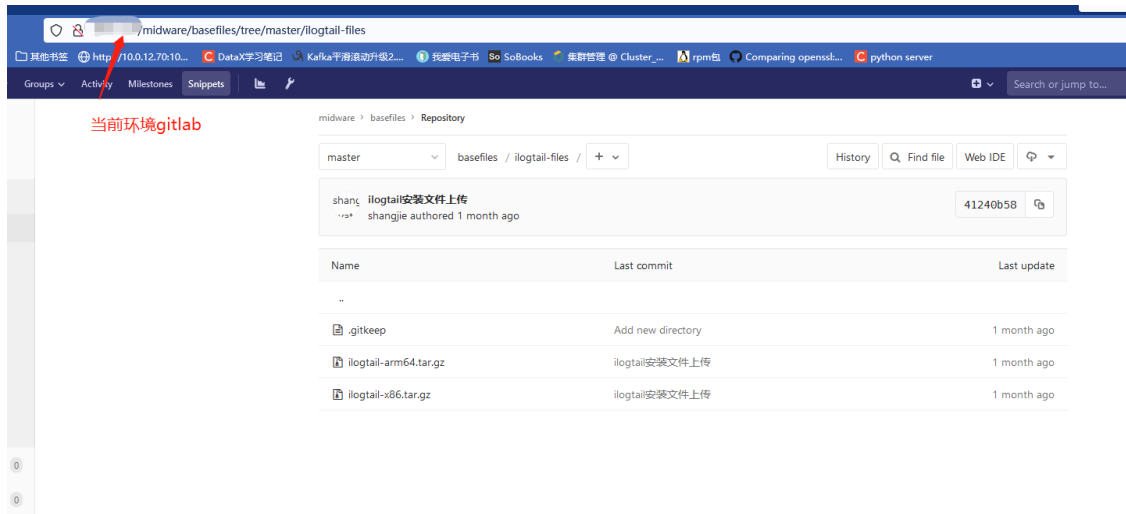 /midware/basefiles/tree/master/ilogtail-files
其他书签 http /10.0.12.70:10... DataX学习笔记 Kafka平滑滚动升级2.... 我爱电子书 So SoBooks 集群管理 @ Cluster_... rpm包 Comparing openssl:... python server
Groups Activity Milestones Snippets Search or jump to...
当前环境gitlab
midware > basefiles > Repository
master basefiles / ilogtail-files / + History Find file Web IDE
ilogtail安装文件上传
shangjie authored 1 month ago
41240b58
Name Last commit Last update
..
.gitkeep Add new directory 1 month ago
ilogtail-arm64.tar.gz ilogtail安装文件上传 1 month ago
ilogtail-x86.tar.gz ilogtail安装文件上传 1 month ago
0
0